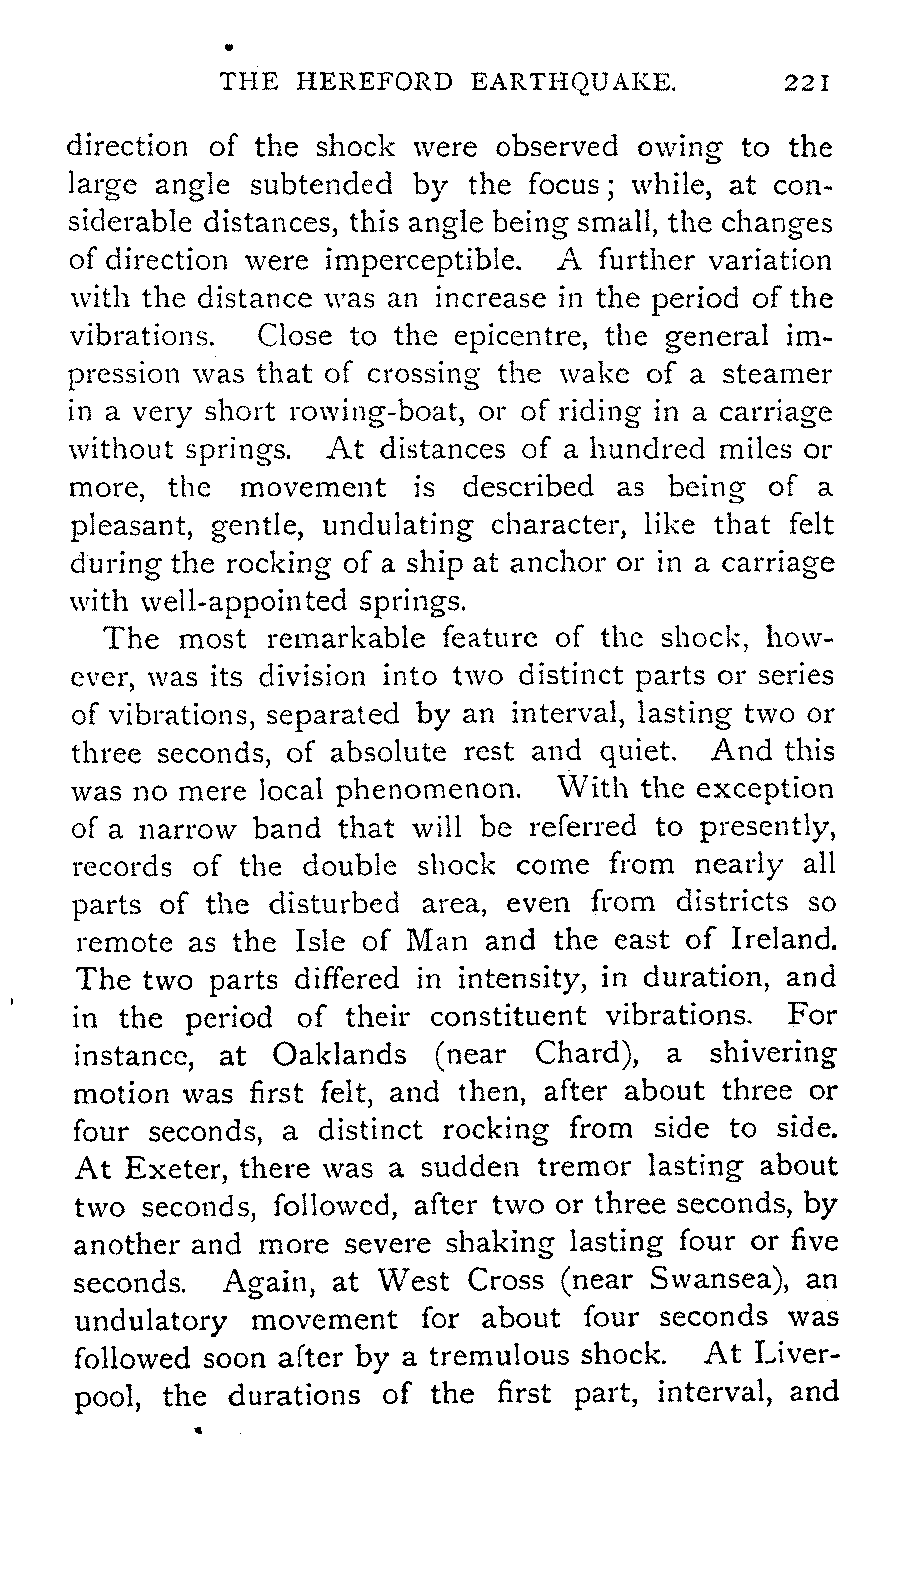 THE HEREFORD EARTHQUAKE. 221
direction of the shock were observed owing to the
large angle subtended by the focus; while, at con-
siderable distances, this angle being small, the changes
of direction were imperceptible. A further variation
with the distance was an increase in the period of the
vibrations. Close to the epicentre, the general im-
pression was that of crossing the wake of a steamer
in a very short rowing-boat, or of riding in a carriage
without springs. At distances of a hundred miles or
more, the movement is described as being of a
pleasant, gentle, undulating character, like that felt
during the rocking of a ship at anchor or in a carriage
with well-appointed springs.
The most remarkable feature of the shock, how-
ever, was its division into two distinct parts or series
of vibrations, separated by an interval, lasting two or
three seconds, of absolute rest and quiet. And this
was no mere local phenomenon. With the exception
of a narrow band that will be referred to presently,
records of the double shock come from nearly all
parts of the disturbed area, even from districts so
remote as the Isle of Man and the east of Ireland.
The two parts differed in intensity, in duration, and
in the period of their constituent vibrations. For
instance, at Oaklands (near Chard), a shivering
motion was first felt, and then, after about three or
four seconds, a distinct rocking from side to side.
At Exeter, there was a sudden tremor lasting about
two seconds, followed, after two or three seconds, by
another and more severe shaking lasting four or five
seconds. Again, at West Cross (near Swansea), an
undulatory movement for about four seconds was
followed soon after by a tremulous shock. At Liver-
pool, the durations of the first part, interval, and